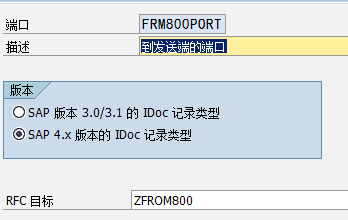 端口 FRM800PORT
描述 到发送端的端口
版本
SAP 版本 3.0/3.1 的 IDoc 记录类型
SAP 4.x 版本的 IDoc 记录类型
RFC 目标 ZFROM800